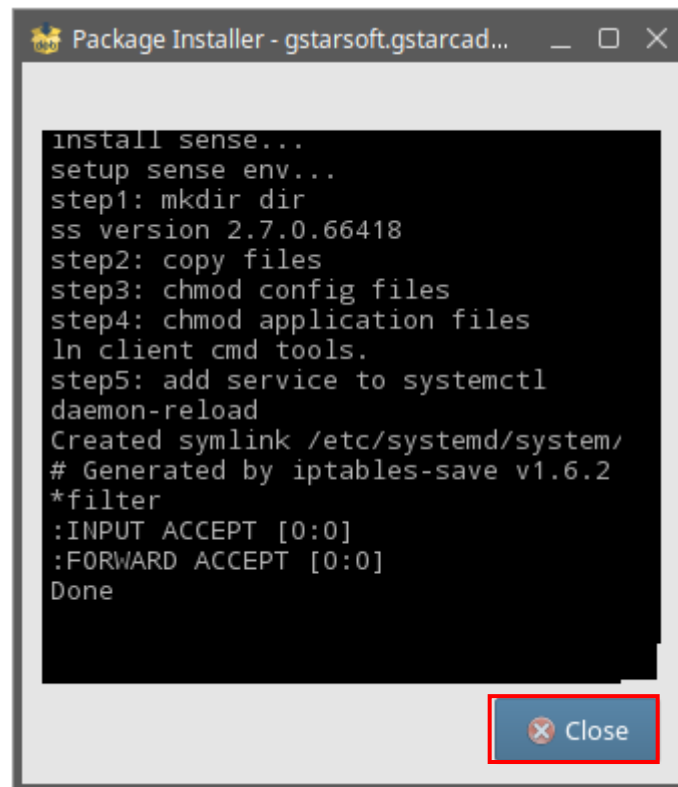 Package Installer - gstarsoft.gstarcad...
install sense...
setup sense env...
step1: mkdir dir
ss version 2.7.0.66418
step2: copy files
step3: chmod config files
step4: chmod application files
ln client cmd tools.
step5: add service to systemctl
daemon-reload
Created symlink /etc/systemd/system/
# Generated by iptables-save v1.6.2
*filter
:INPUT ACCEPT [0:0]
:FORWARD ACCEPT [0:0]
Done
Close